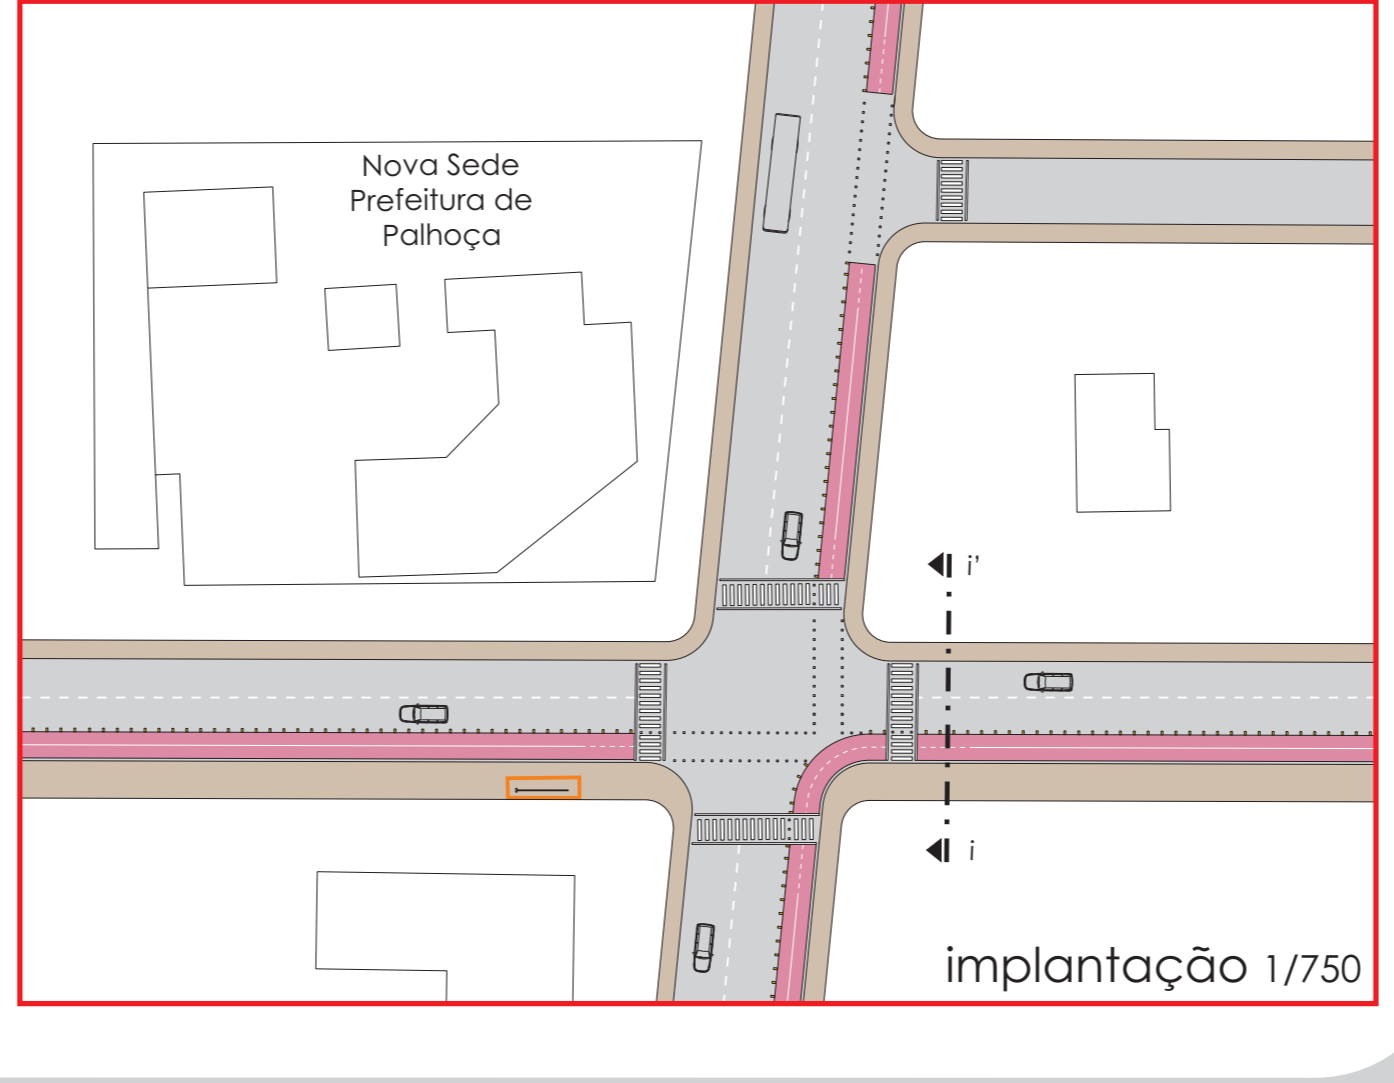 Nova Sede
Prefeitura de
Palhoça
i’
i
implantação 1/750